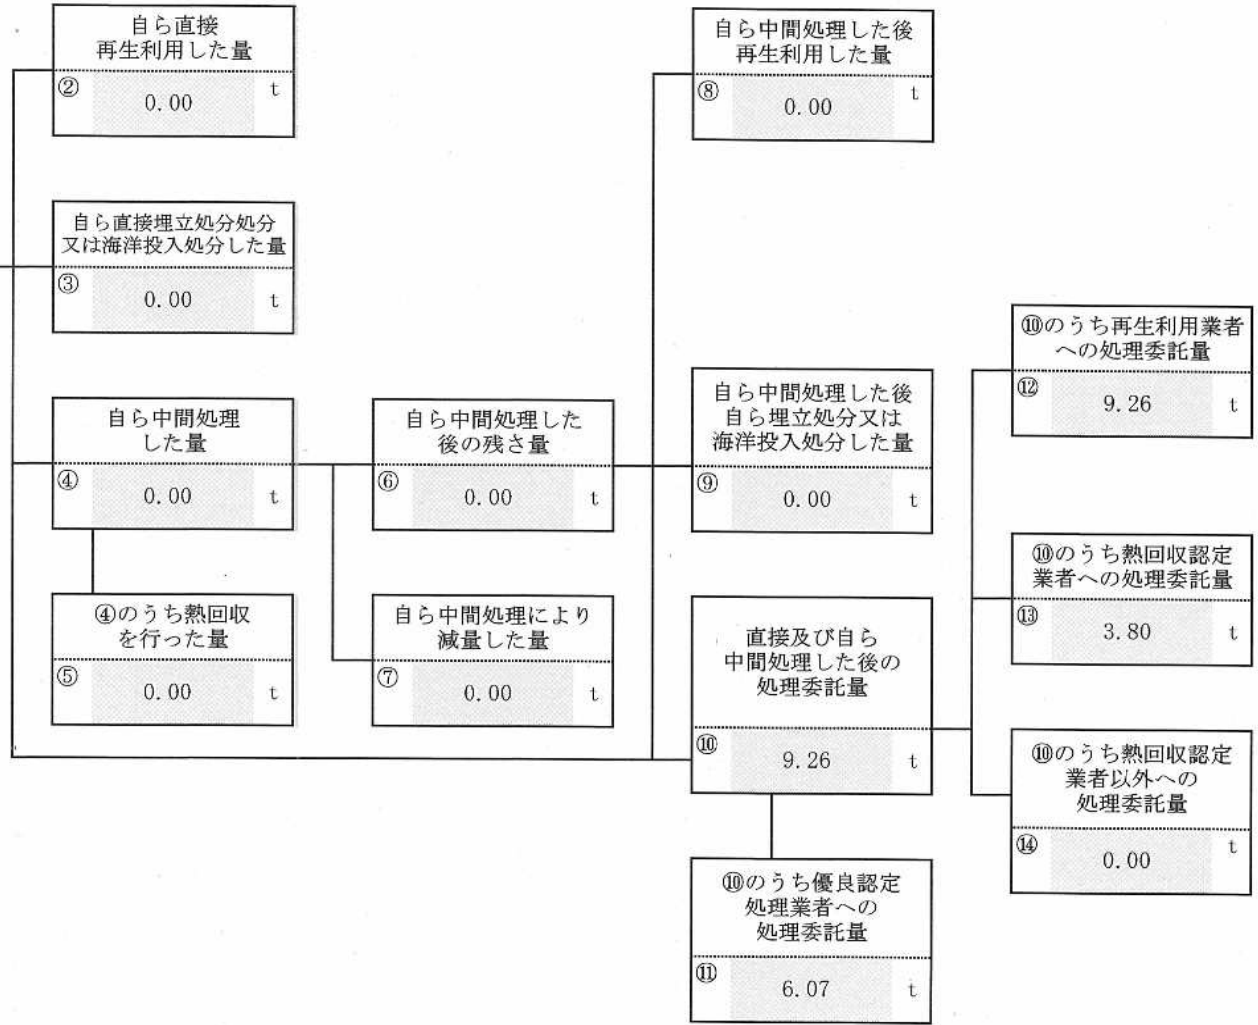 自ら直接
再生利用した量
② 0.00 t
自ら直接埋立処分処分
又は海洋投入処分した量
③ 0.00 t
自ら中間処理
した量
④ 0.00 t
④のうち熱回収
を行った量
⑤ 0.00 t
自ら中間処理した
後の残さ量
⑥ 0.00 t
自ら中間処理により
減量した量
⑦ 0.00 t
自ら中間処理した後
再生利用した量
⑧ 0.00 t
自ら中間処理した後
自ら埋立処分又は
海洋投入処分した量
⑨ 0.00 t
直接及び自ら
中間処理した後の
処理委託量
⑩ 9.26 t
⑩のうち優良認定
処理業者への
処理委託量
⑪ 6.07 t
⑩のうち再生利用業者
への処理委託量
⑫ 9.26 t
⑩のうち熱回収認定
業者への処理委託量
⑬ 3.80 t
⑩のうち熱回収認定
業者以外への
処理委託量
⑭ 0.00 t